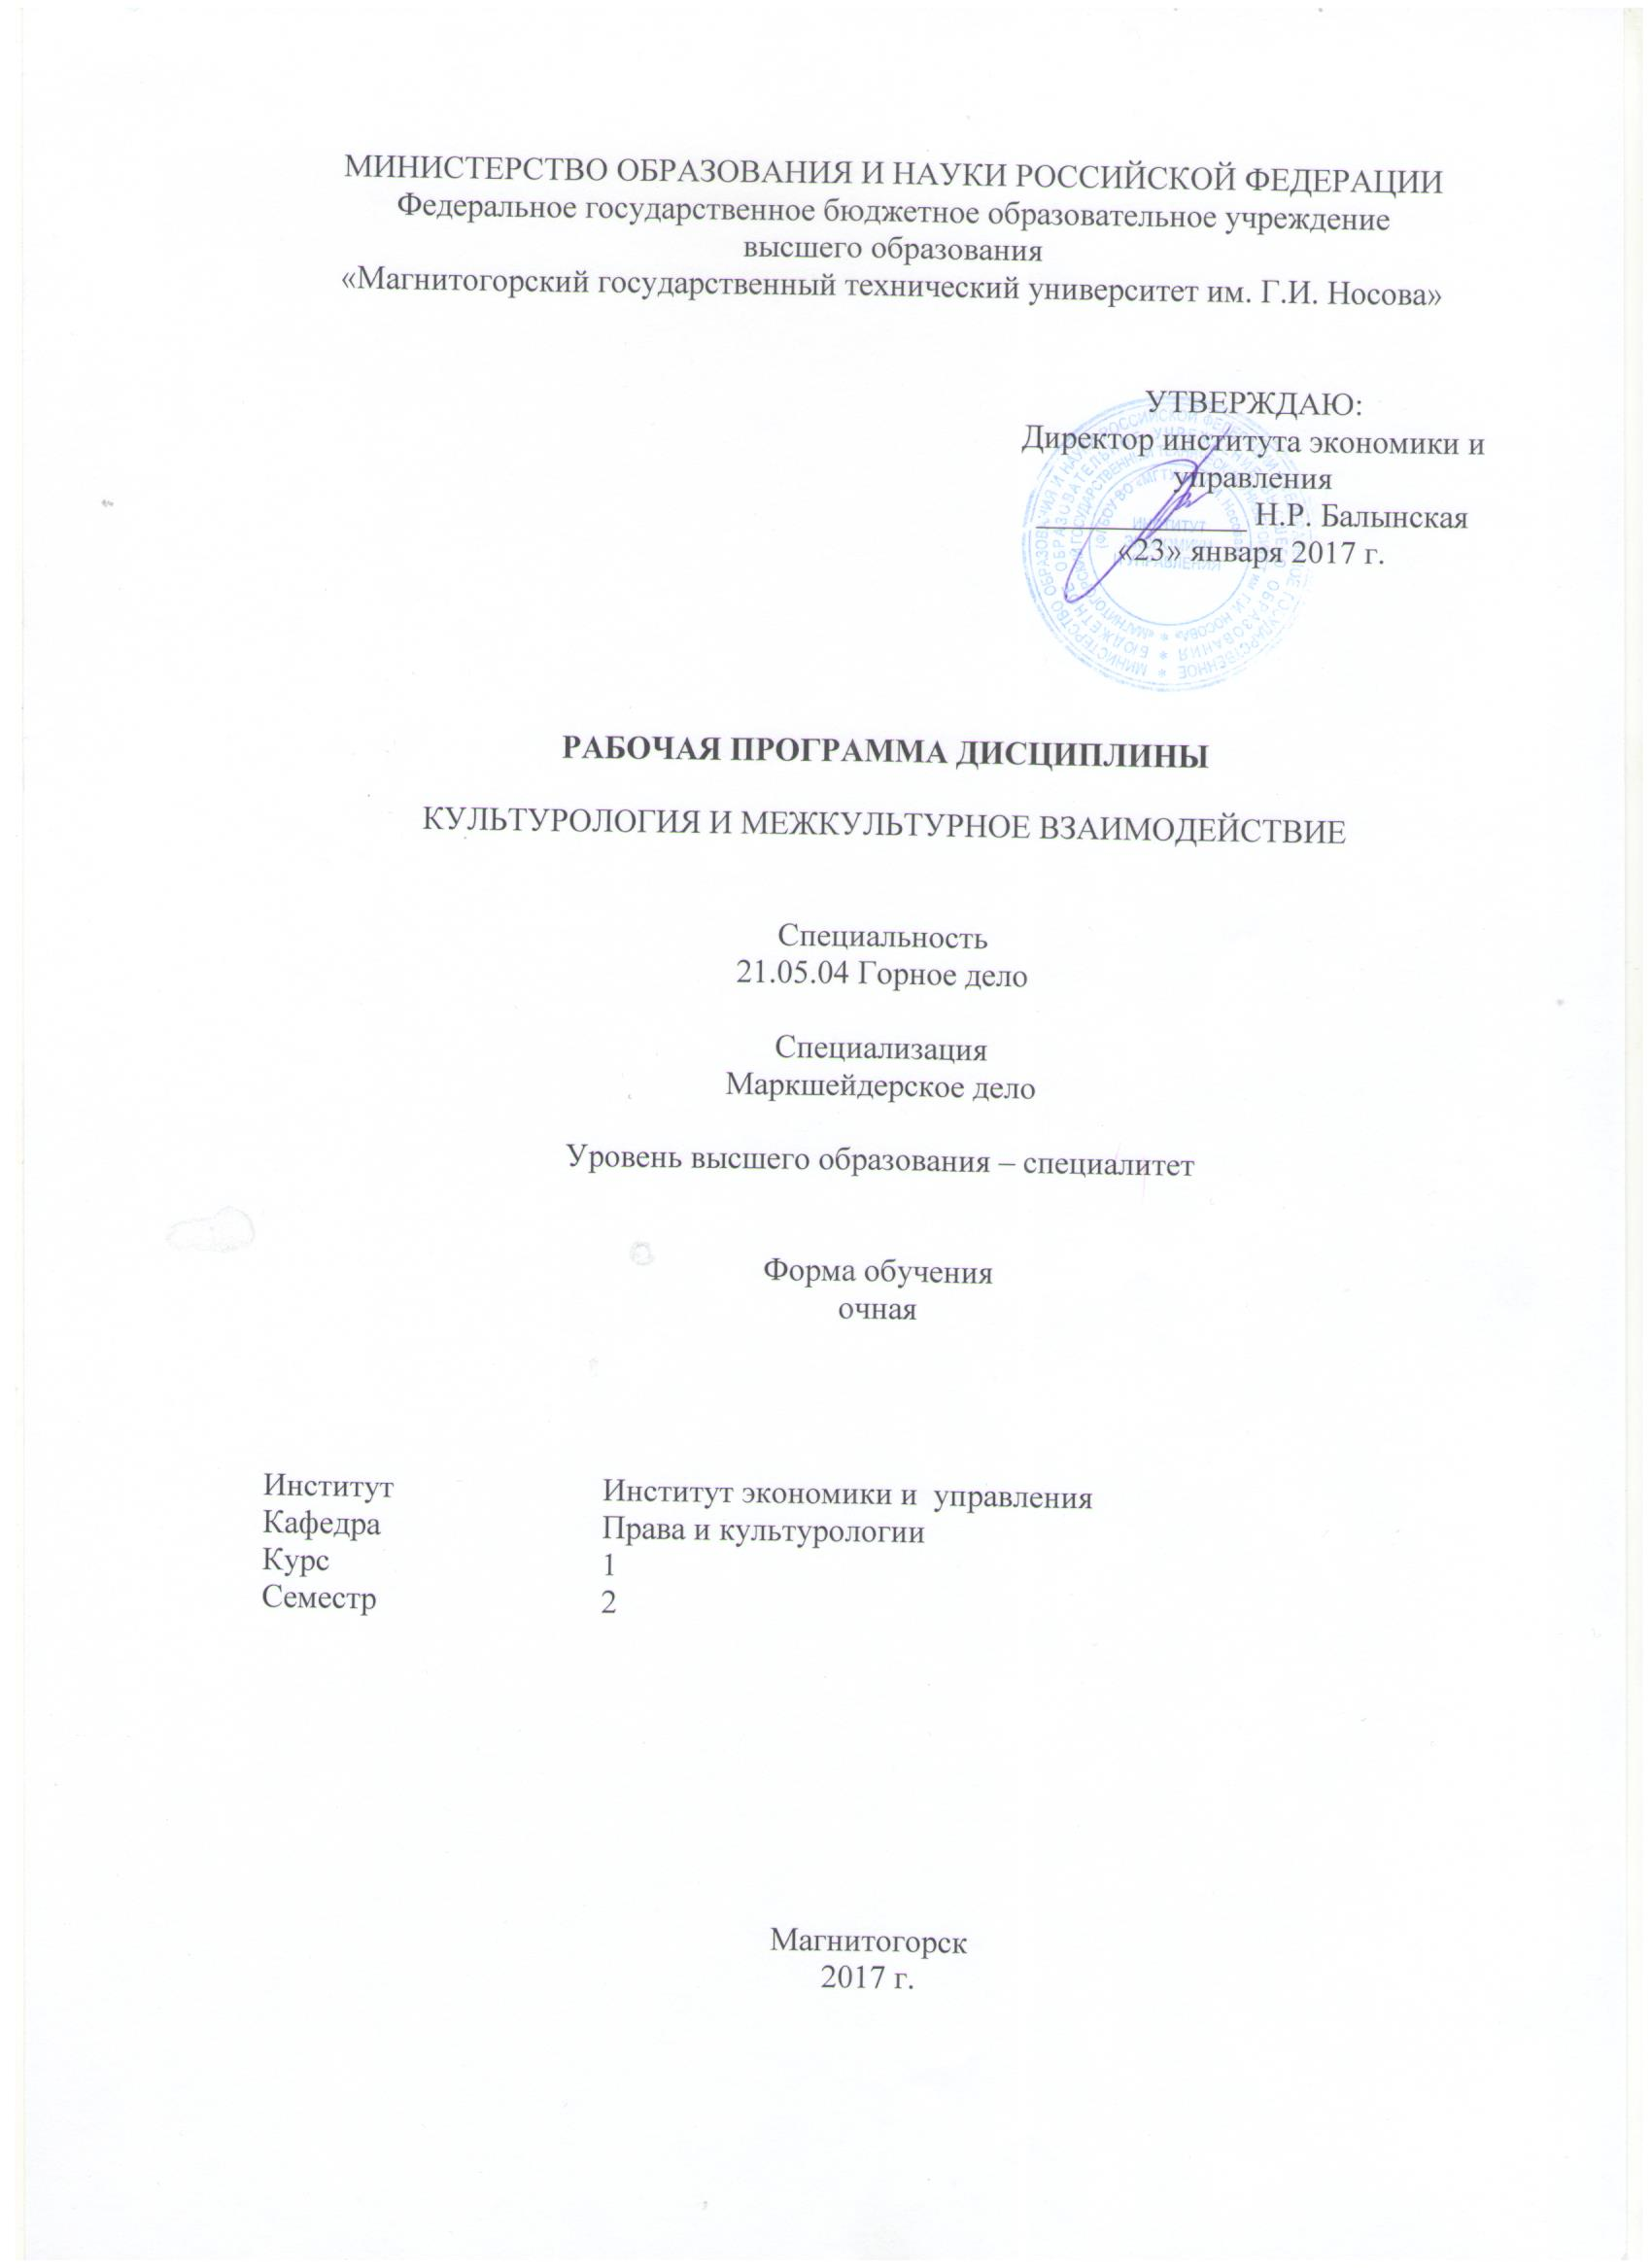 МИНИСТЕРСТВО ОБРАЗОВАНИЯ И НАУКИ РОССИЙСКОЙ ФЕДЕРАЦИИ
Федеральное государственное бюджетное образовательное учреждение
высшего образования
«Магнитогорский государственный технический университет им. Г.И. Носова»
УТВЕРЖДАЮ:
Директор института экономики и
управления
_____________ Н.Р. Балынская
«23» января 2017 г.
РАБОЧАЯ ПРОГРАММА ДИСЦИПЛИНЫ
КУЛЬТУРОЛОГИЯ И МЕЖКУЛЬТУРНОЕ ВЗАИМОДЕЙСТВИЕ
Специальность
21.05.04 Горное дело
Специализация
Маркшейдерское дело
Уровень высшего образования – специалитет
Форма обучения
очная
Институт Институт экономики и управления
Кафедра Права и культурологии
Курс 1
Семестр 2
Магнитогорск
2017 г.